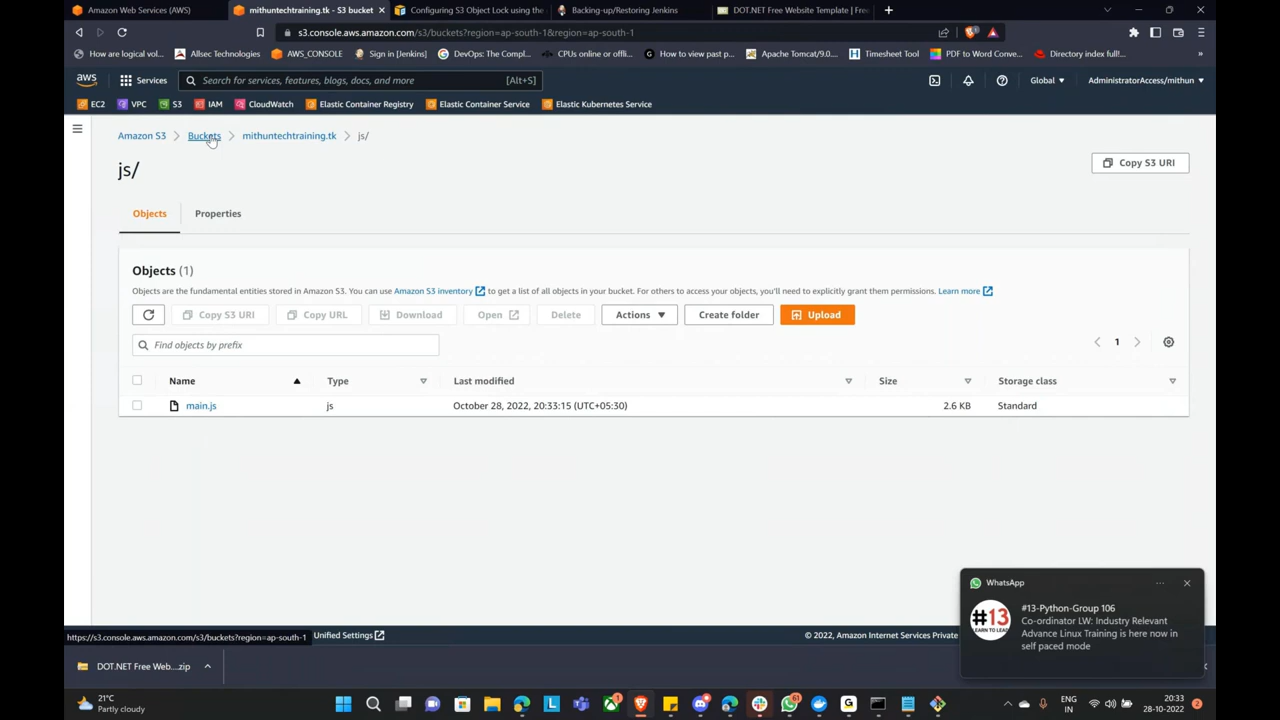 Amazon Web Services (AWS)
mithuntechtraining.tk - S3 bucket
Configuring S3 Object Lock using the
Backing-up/Restoring Jenkins
DOT.NET Free Website Template | Free
s3.console.aws.amazon.com/s3/buckets?region=ap-south-1&region=ap-south-1
How are logical vol...
Allsec Technologies
AWS_CONSOLE
Sign in [Jenkins]
DevOps: The Compl...
CPUs online or offli...
How to view past p...
Apache Tomcat/9.0....
Timesheet Tool
PDF to Word Conve...
Directory index full!...
aws
Services
Search for services, features, blogs, docs, and more
[Alt+S]
Global
AdministratorAccess/mithun
EC2
VPC
S3
IAM
CloudWatch
Elastic Container Registry
Elastic Container Service
Elastic Kubernetes Service
Amazon S3
Buckets
mithuntechtraining.tk
js/
js/
Copy S3 URI
Objects
Properties
Objects (1)
Objects are the fundamental entities stored in Amazon S3. You can use Amazon S3 inventory to get a list of all objects in your bucket. For others to access your objects, you'll need to explicitly grant them permissions. Learn more
Copy S3 URI
Copy URL
Download
Open
Delete
Actions
Create folder
Upload
Find objects by prefix
1
Name
Type
Last modified
Size
Storage class
main.js
js
October 28, 2022, 20:33:15 (UTC+05:30)
2.6 KB
Standard
WhatsApp
#13-Python-Group 106
Co-ordinator LW: Industry Relevant
Advance Linux Training is here now in
self paced mode
#13
https://s3.console.aws.amazon.com/s3/buckets?region=ap-south-1
Unified Settings
© 2022, Amazon Internet Services Private
DOT.NET Free Web....zip
21°C
Partly cloudy
1
61
ENG
IN
20:33
28-10-2022